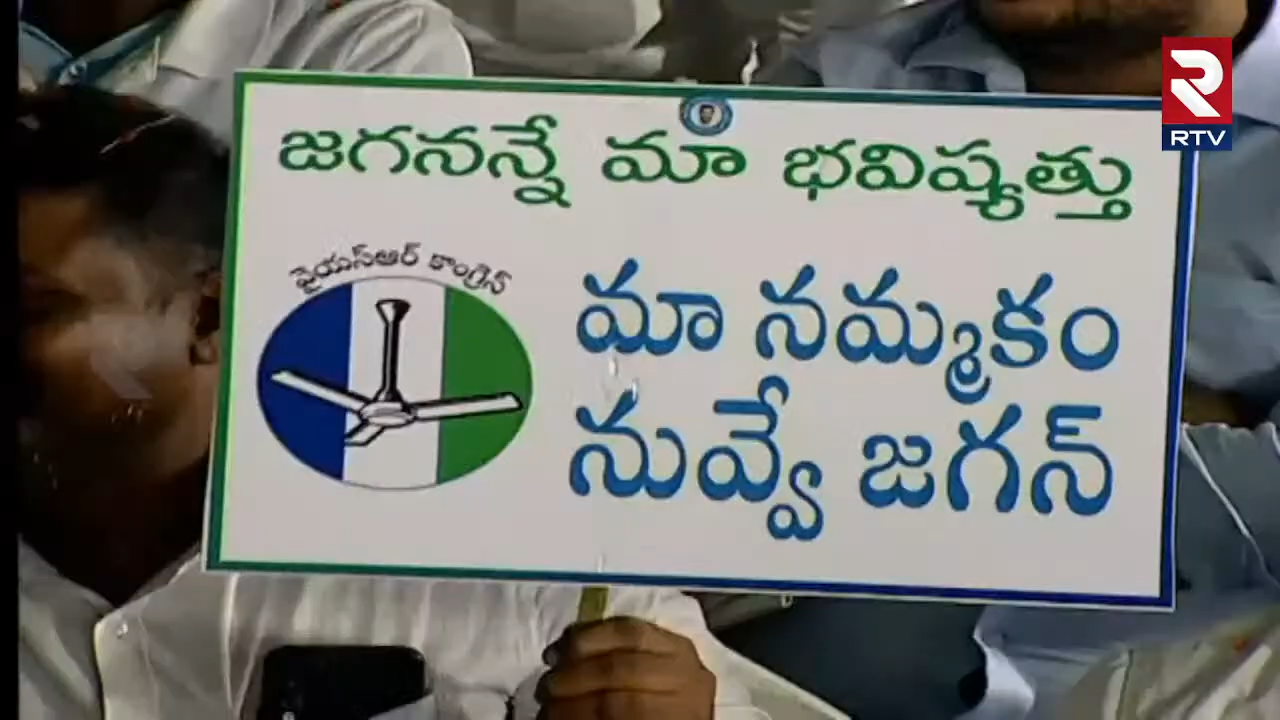 జగనన్నే మా భవిష్యత్తు
వైయస్ఆర్ కాంగ్రెస్
మా నమ్మకం
నువ్వే జగన్
R
RTV